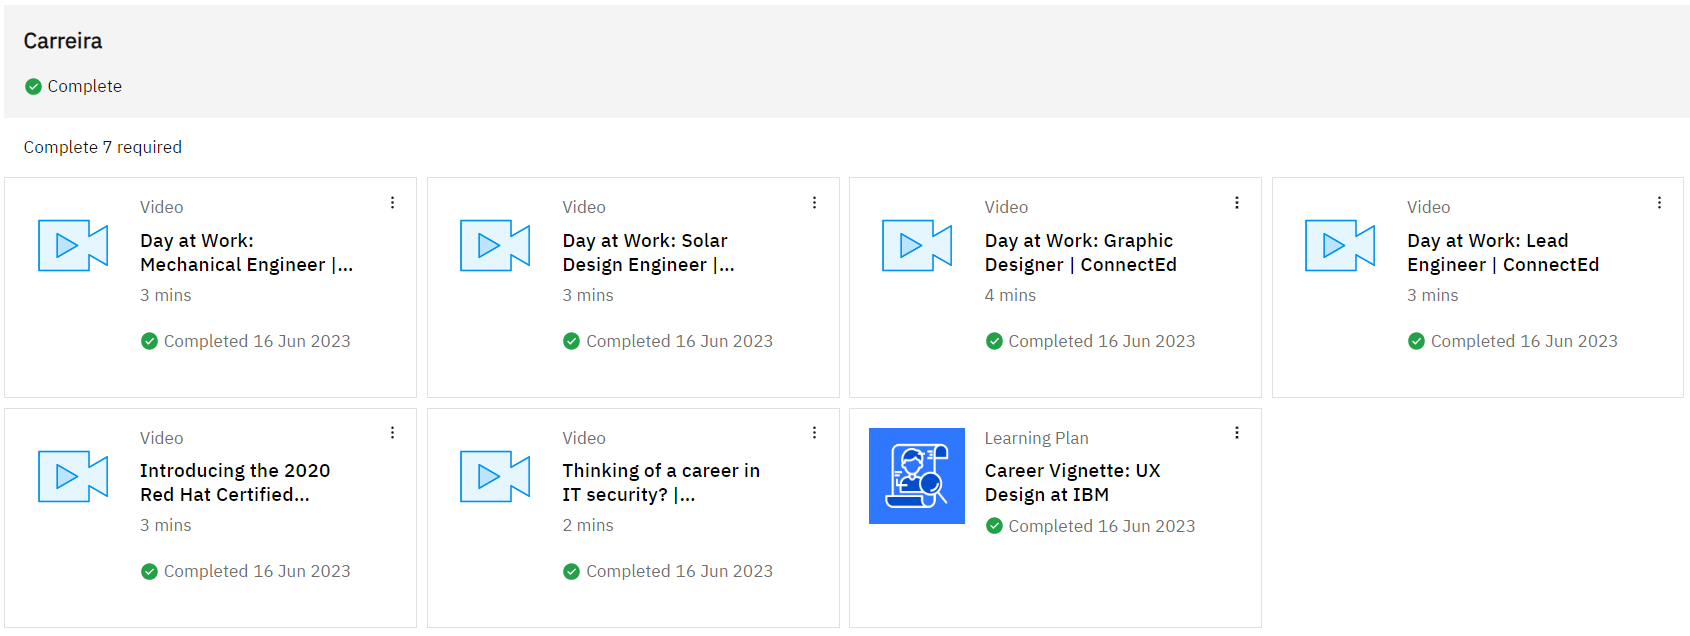 Carreira
Complete
Complete 7 required
Video
Day at Work:
Mechanical Engineer |...
3 mins
Completed 16 Jun 2023
Video
Day at Work: Solar
Design Engineer |...
3 mins
Completed 16 Jun 2023
Video
Day at Work: Graphic
Designer | ConnectEd
4 mins
Completed 16 Jun 2023
Video
Day at Work: Lead
Engineer | ConnectEd
3 mins
Completed 16 Jun 2023
Video
Introducing the 2020
Red Hat Certified...
3 mins
Completed 16 Jun 2023
Video
Thinking of a career in
IT security? |...
2 mins
Completed 16 Jun 2023
Learning Plan
Career Vignette: UX
Design at IBM
Completed 16 Jun 2023